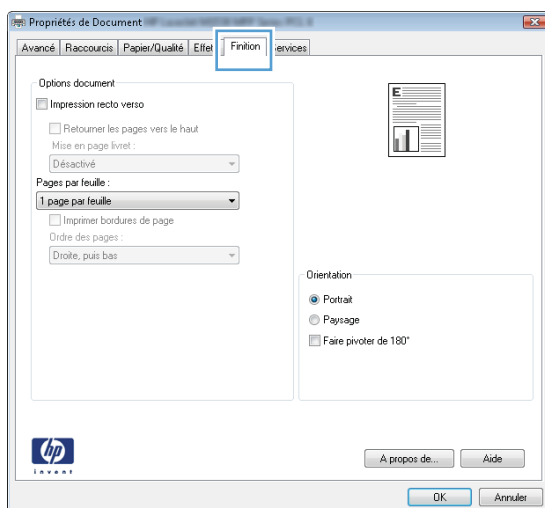 Propriétés de Document
Avancé Raccourcis Papier/Qualité Finition Services
Options document
Impression recto verso
Retourner les pages vers le haut
Mise en page livret :
Désactivé
Pages par feuille :
1 page par feuille
Imprimer bordures de page
Ordre des pages :
Droite, puis bas
E
Orientation
Portrait
Paysage
Faire pivoter de 180°
hp
invent
A propos de... Aide
OK Annuler